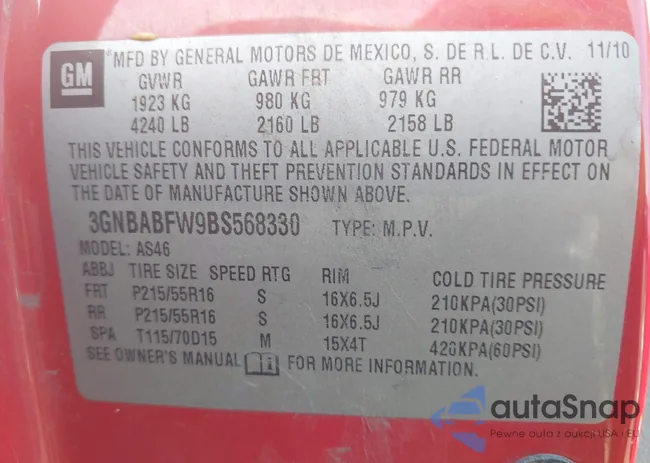 GM
MFD BY GENERAL MOTORS DE MEXICO, S. DE R.L. DE C.V. 11/10
GVWR GAWR FRT GAWR RR
1923 KG 980 KG 979 KG
4240 LB 2160 LB 2158 LB
THIS VEHICLE CONFORMS TO ALL APPLICABLE U.S. FEDERAL MOTOR
VEHICLE SAFETY AND THEFT PREVENTION STANDARDS IN EFFECT ON
THE DATE OF MANUFACTURE SHOWN ABOVE.
3GNBABFW9BS568330 TYPE: M.P.V.
MODEL: AS46
ABBJ TIRE SIZE SPEED RTG RIM COLD TIRE PRESSURE
FRT P215/55R16 S 16X6.5J 210KPA(30PSI)
RR P215/55R16 S 16X6.5J 210KPA(30PSI)
SPA T115/70D15 M 15X4T 420KPA(60PSI)
SEE OWNER'S MANUAL FOR MORE INFORMATION.
autaSnap
Pewne auta z aukcji USA i EU